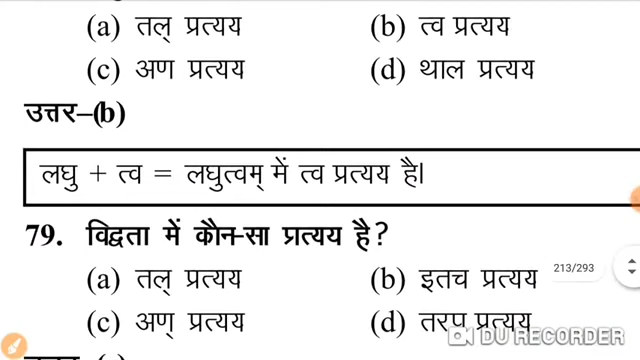 (a) तल् प्रत्यय (b) त्व प्रत्यय
(c) अण प्रत्यय (d) थाल प्रत्यय
उत्तर–(b)
लघु + त्व = लघुत्वम् में त्व प्रत्यय है।
79. विद्वता में कौन-सा प्रत्यय है?
(a) तल् प्रत्यय (b) इतच प्रत्यय
213/293
(c) अण् प्रत्यय (d) तरप प्रत्यय
DU RECORDER